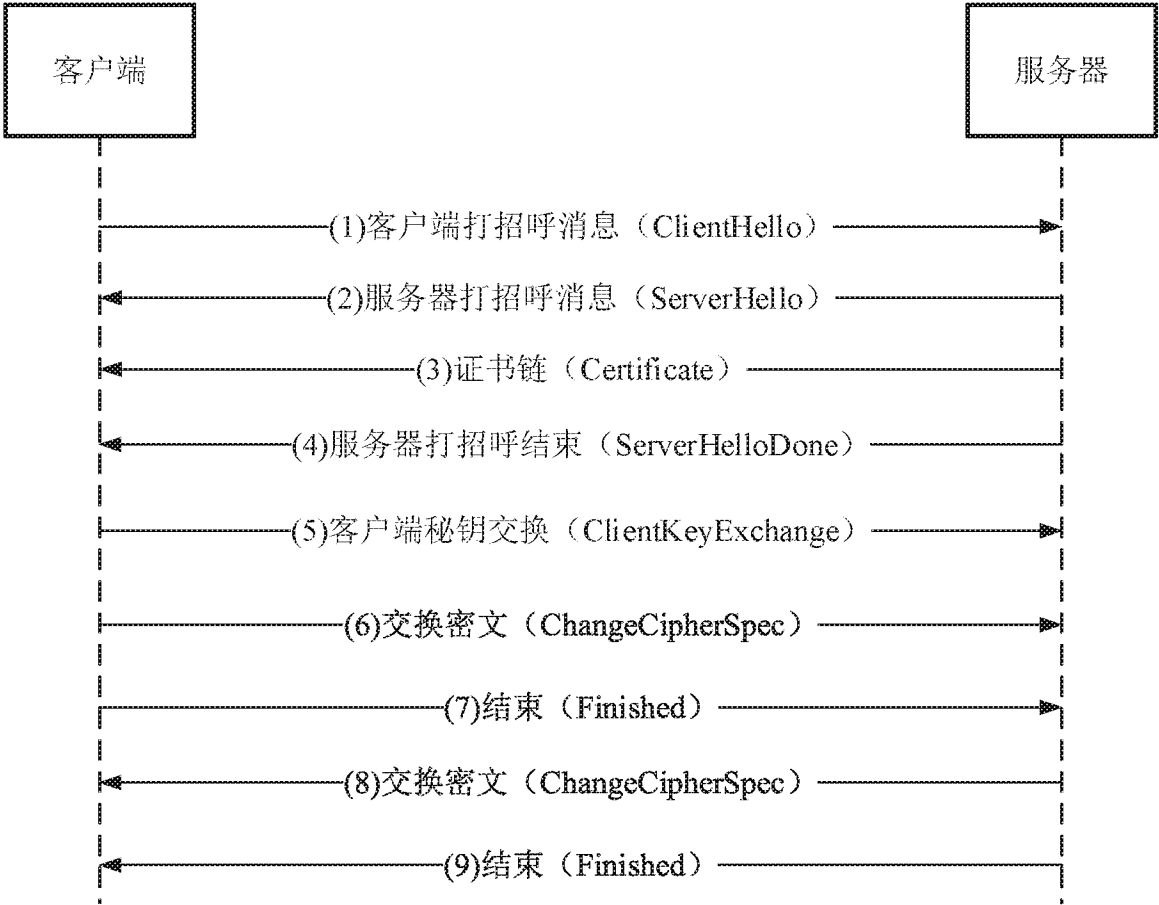 客户端
服务器
(1)客户端打招呼消息（ClientHello）
(2)服务器打招呼消息（ServerHello）
(3)证书链（Certificate）
(4)服务器打招呼结束（ServerHelloDone）
(5)客户端秘钥交换（ClientKeyExchange）
(6)交换密文（ChangeCipherSpec）
(7)结束（Finished）
(8)交换密文（ChangeCipherSpec）
(9)结束（Finished）